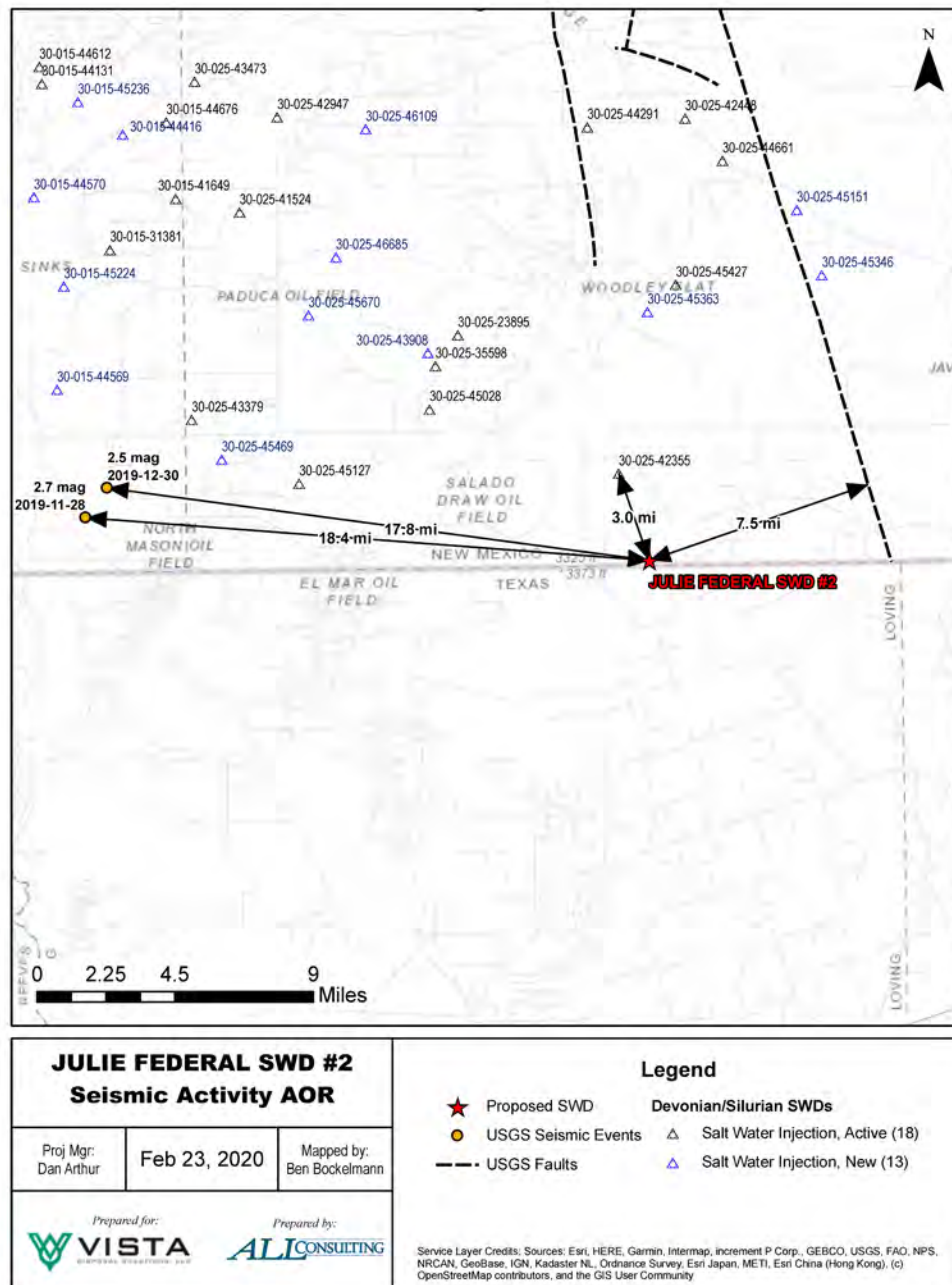 GE
N
30-015-44612
30-015-44131
30-015-45236
30-015-44676
30-015-44416
30-025-43473
30-025-42947
30-025-46109
30-025-44291
30-025-42448
30-025-44661
30-015-44570
30-015-41649
30-025-41524
30-025-45151
30-015-31381
30-025-46685
30-025-45346
SINKS
30-015-45224
PADUCA OIL FIELD
30-025-45670
30-025-45427
WOODLEY FLAT
30-025-45363
30-025-23895
30-025-43908
30-025-35598
JAV
30-015-44569
30-025-45028
30-025-43379
30-025-45469
30-025-45127
30-025-42355
2.5 mag
2019-12-30
2.7 mag
2019-11-28
SALADO
DRAW OIL
FIELD
17.8 mi
18.4 mi
3.0 mi
7.5 mi
NORTH
MASON OIL
FIELD
NEW MEXICO
3325 ft
3373 ft
EL MAR OIL
FIELD
TEXAS
JULIE FEDERAL SWD #2
LOVING
LOVING
REEVES
G
0 2.25 4.5 9
Miles
JULIE FEDERAL SWD #2
Seismic Activity AOR
Proj Mgr:
Dan Arthur
Feb 23, 2020
Mapped by:
Ben Bockelmann
Prepared for:
VISTA
DISPOSAL SOLUTIONS, LLC
Prepared by:
ALL CONSULTING
Legend
Proposed SWD
USGS Seismic Events
USGS Faults
Devonian/Silurian SWDs
Salt Water Injection, Active (18)
Salt Water Injection, New (13)
Service Layer Credits: Sources: Esri, HERE, Garmin, Intermap, increment P Corp., GEBCO, USGS, FAO, NPS,
NRCAN, GeoBase, IGN, Kadaster NL, Ordnance Survey, Esri Japan, METI, Esri China (Hong Kong), (c)
OpenStreetMap contributors, and the GIS User Community